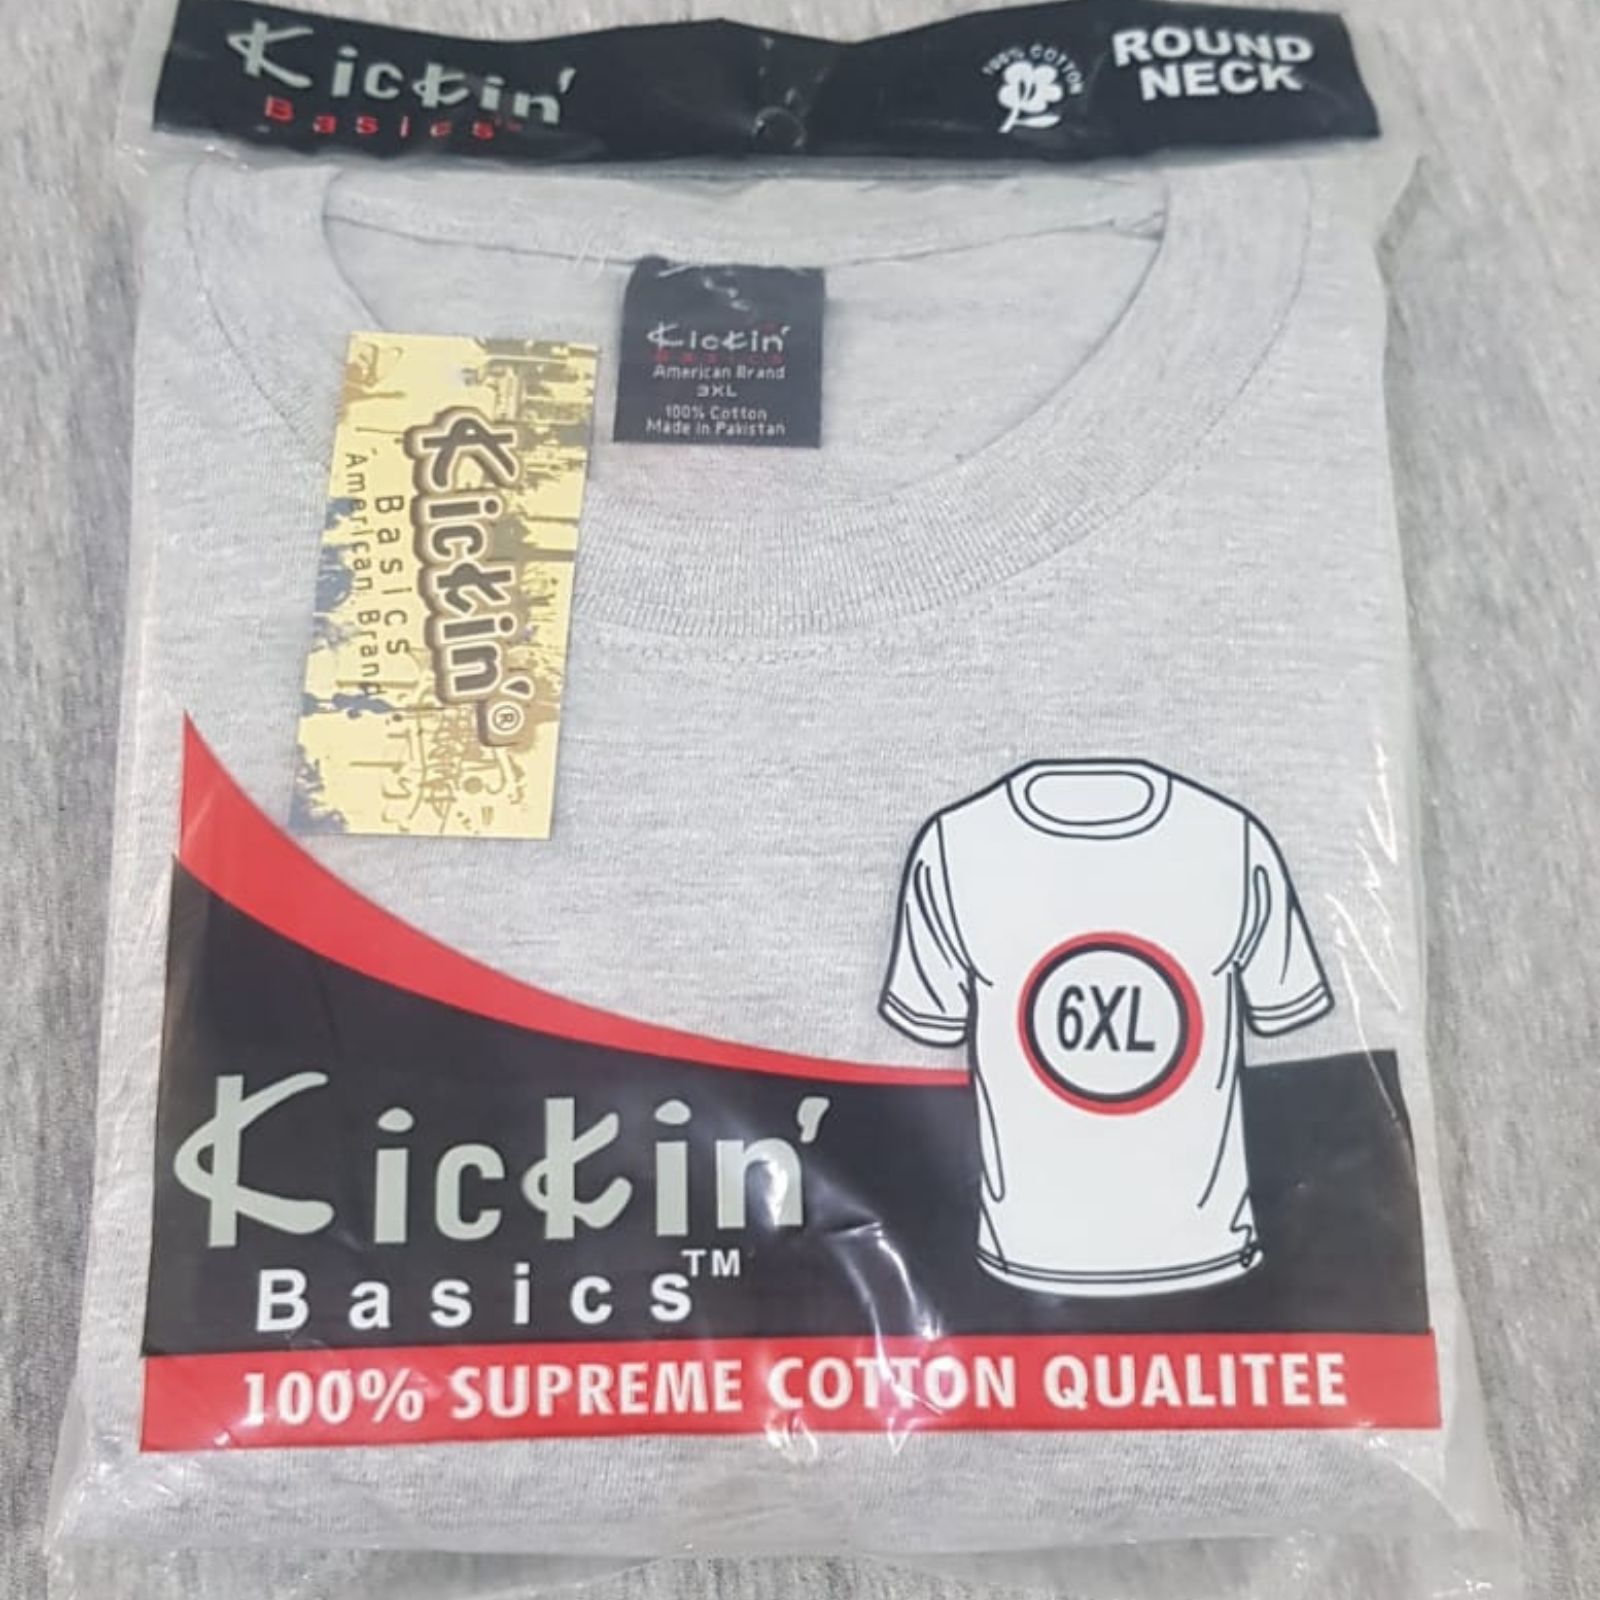 Kickin'
Basics™
100% COTTON
ROUND
NECK
Kickin'
Basics
American Brand
3XL
100% Cotton
Made in Pakistan
Kickin'®
Basics
American Brand
6XL
Kickin'
Basics™
100% SUPREME COTTON QUALITEE